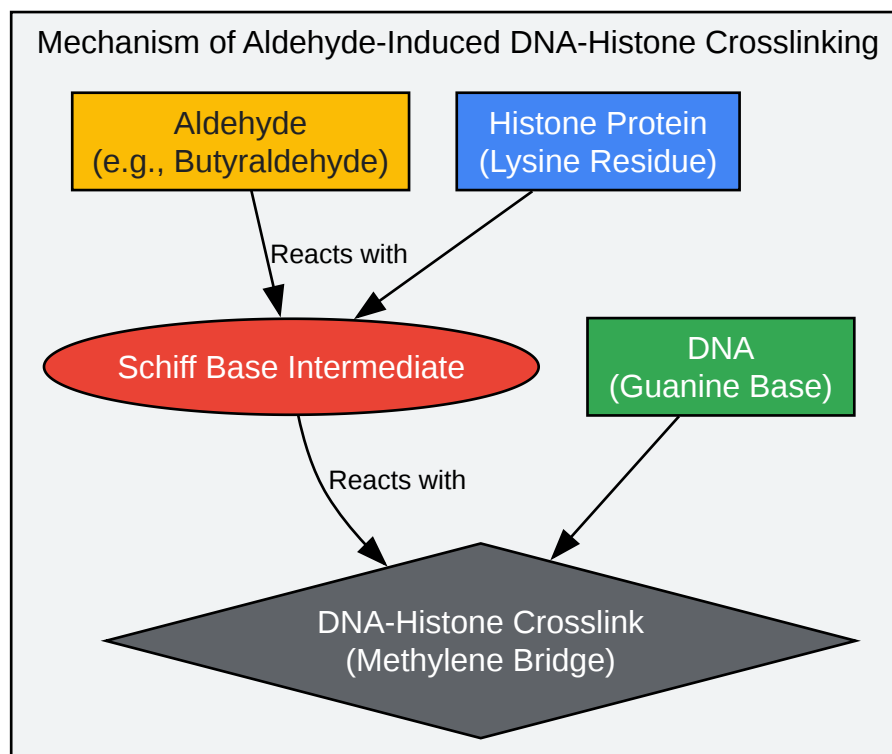 Mechanism of Aldehyde-Induced DNA-Histone Crosslinking
Aldehyde
(e.g., Butyraldehyde)
Histone Protein
(Lysine Residue)
Reacts with
Schiff Base Intermediate
DNA
(Guanine Base)
Reacts with
DNA-Histone Crosslink
(Methylene Bridge)